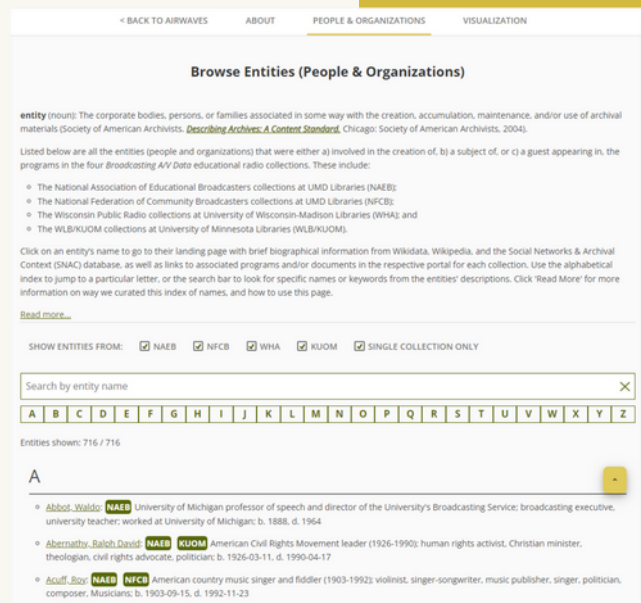 < BACK TO AIRWAVES ABOUT PEOPLE & ORGANIZATIONS VISUALIZATION
Browse Entities (People & Organizations)
entity (noun): The corporate bodies, persons, or families associated in some way with the creation, accumulation, maintenance, and/or use of archival
materials (Society of American Archivists. Describing Archives: A Content Standard. Chicago: Society of American Archivists, 2004).
Listed below are all the entities (people and organizations) that were either a) involved in the creation of, b) a subject of, or c) a guest appearing in, the
programs in the four Broadcasting A/V Data educational radio collections. These include:
The National Association of Educational Broadcasters collections at UMD Libraries (NAEB);
The National Federation of Community Broadcasters collections at UMD Libraries (NFCB);
The Wisconsin Public Radio collections at University of Wisconsin-Madison Libraries (WHA); and
The WLB/KUOM collections at University of Minnesota Libraries (WLB/KUOM).
Click on an entity's name to go to their landing page with brief biographical information from Wikidata, Wikipedia, and the Social Networks & Archival
Context (SNAC) database, as well as links to associated programs and/or documents in the respective portal for each collection. Use the alphabetical
index to jump to a particular letter, or the search bar to look for specific names or keywords from the entities' descriptions. Click 'Read More' for more
information on way we curated this index of names, and how to use this page.
Read more...
SHOW ENTITIES FROM: NAEB NFCB WHA KUOM SINGLE COLLECTION ONLY
Search by entity name
A B C D E F G H I J K L M N O P Q R S T U V W X Y Z
Entities shown: 716 / 716
A
Abbot, Waldo: NAEB University of Michigan professor of speech and director of the University's Broadcasting Service; broadcasting executive,
university teacher; worked at University of Michigan; b. 1888, d. 1964
Abernathy, Ralph David: NAEB KUOM American Civil Rights Movement leader (1926-1990); human rights activist, Christian minister,
theologian, civil rights advocate, politician; b. 1926-03-11, d. 1990-04-17
Acuff, Roy: NAEB NFCB American country music singer and fiddler (1903-1992); violinist, singer-songwriter, music publisher, singer, politician,
composer, Musicians; b. 1903-09-15, d. 1992-11-23